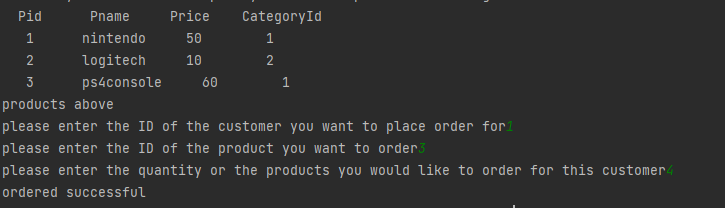 Pid Pname Price CategoryId
1 nintendo 50 1
2 logitech 10 2
3 ps4console 60 1
products above
please enter the ID of the customer you want to place order for1
please enter the ID of the product you want to order3
please enter the quantity or the products you would like to order for this customer4
ordered successful